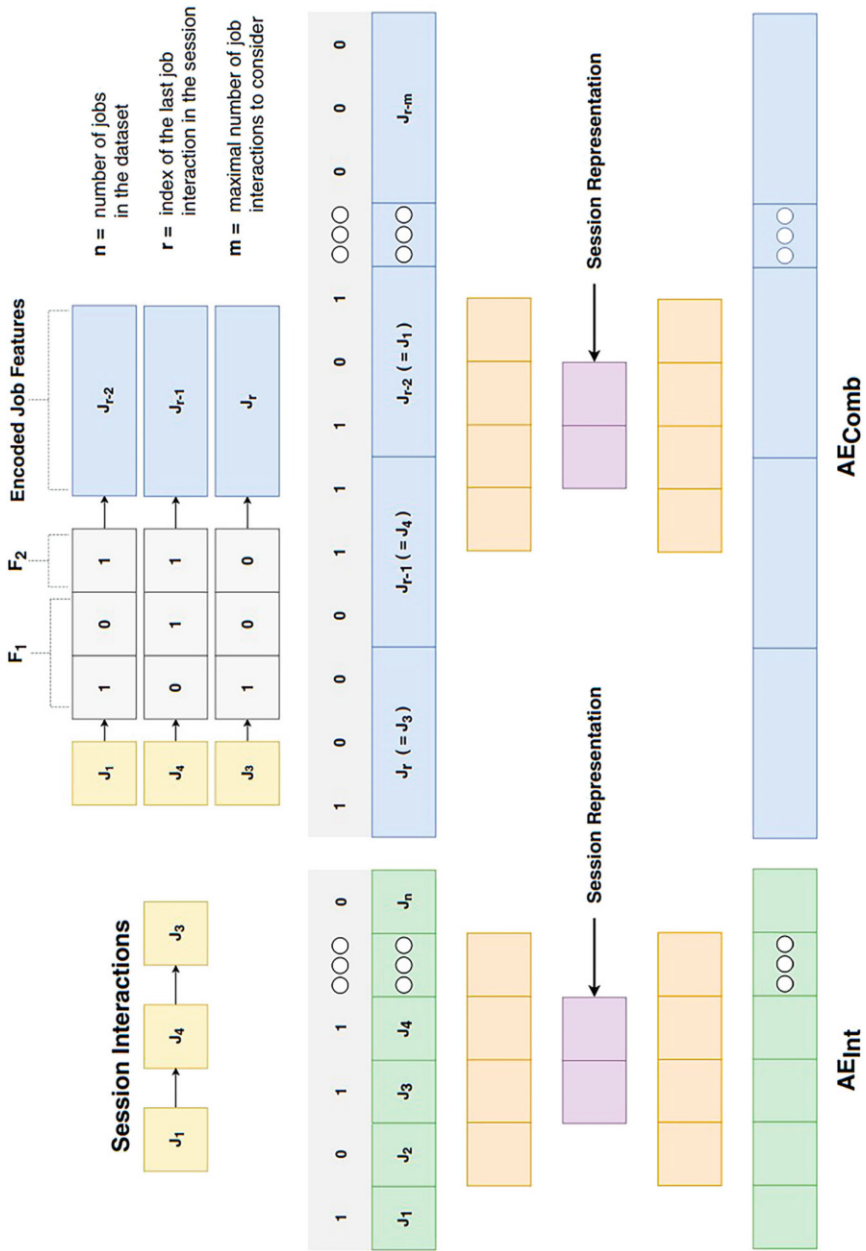 Session Interactions
J1 J4 J3
F1 F2 Encoded Job Features
J1 1 0 1 Jr-2
J4 0 1 1 Jr-1
J3 1 0 0 Jr
n = number of jobs
in the dataset
r = index of the last job
interaction in the session
m = maximal number of job
interactions to consider
1 0 1 1 0
J1 J2 J3 J4 Jn
Session Representation
AEInt
1 0 0 0 1 1 1 0 1 0 0 0
Jr ( = J3) Jr-1 (= J4) Jr-2 ( = J1) Jr-m
Session Representation
AEComb